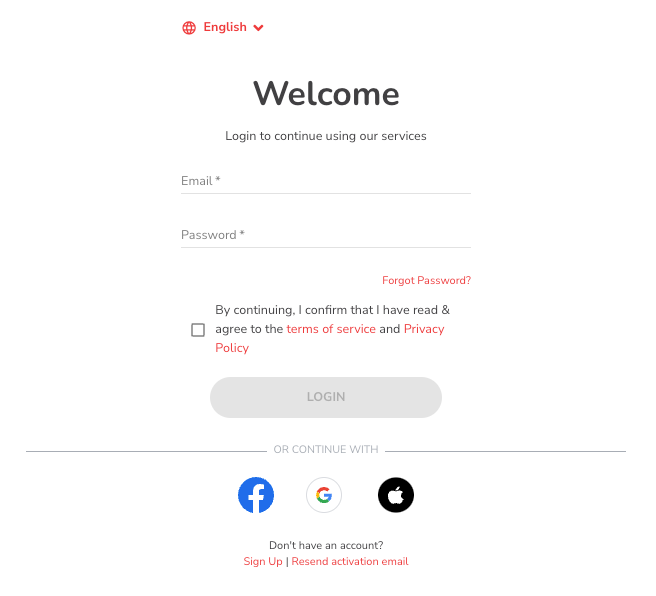 English
Welcome
Login to continue using our services
Email *
Password *
Forgot Password?
By continuing, I confirm that I have read &
agree to the terms of service and Privacy
Policy
LOGIN
OR CONTINUE WITH
Don't have an account?
Sign Up | Resend activation email